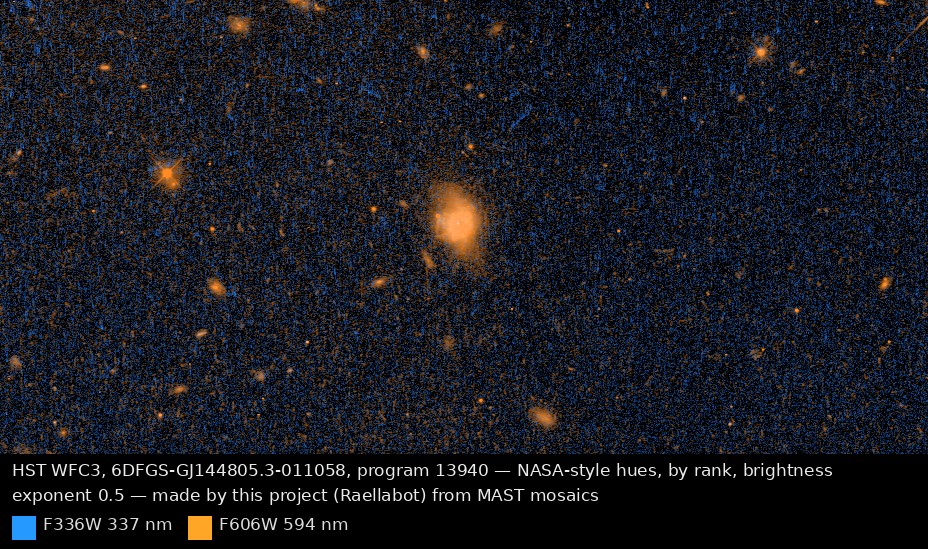 HST WFC3, 6DFGS-GJ144805.3-011058, program 13940 — NASA-style hues, by rank, brightness
exponent 0.5 — made by this project (Raellabot) from MAST mosaics
F336W 337 nm F606W 594 nm